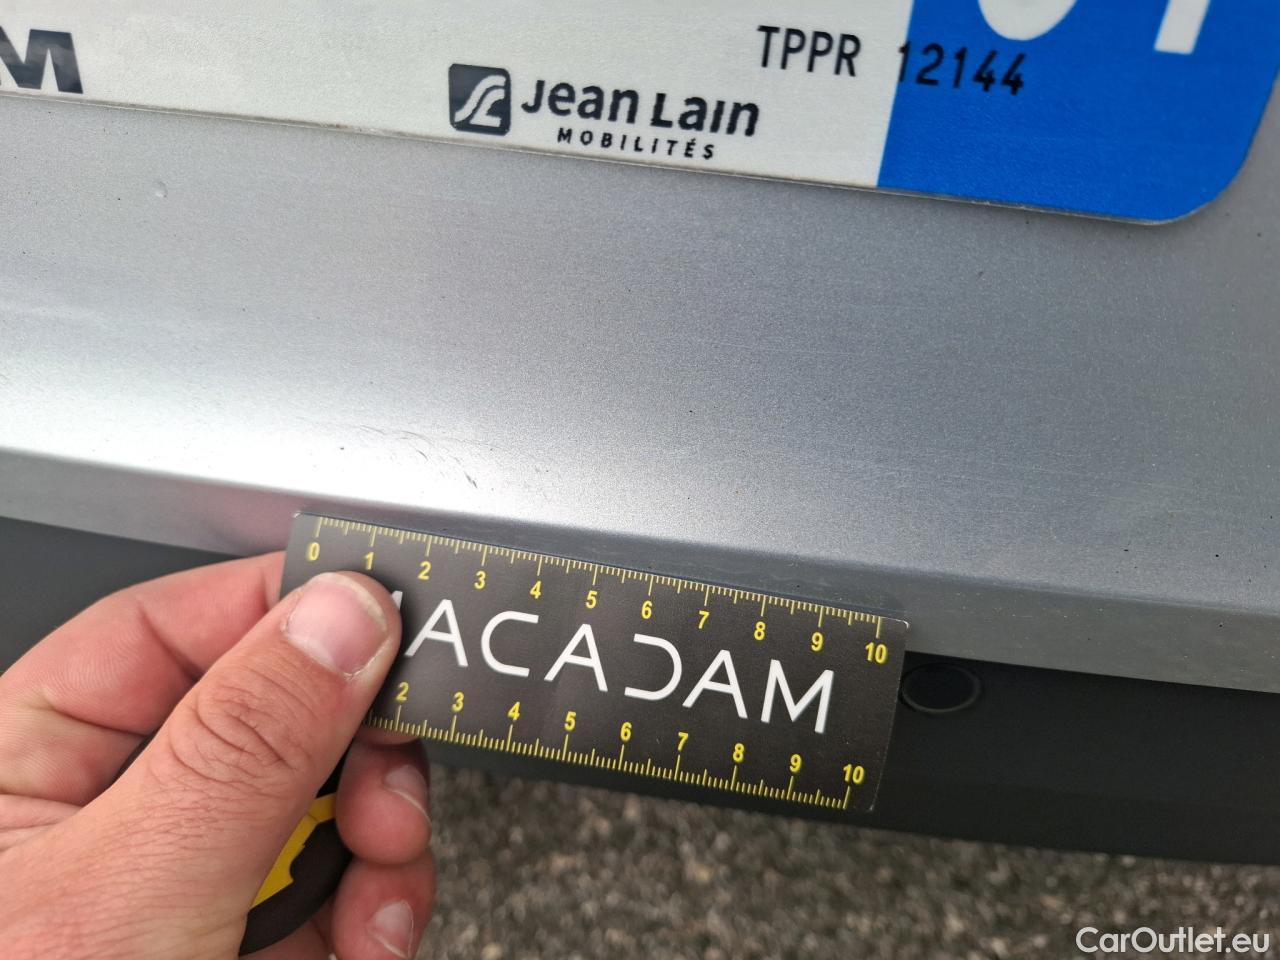 M
TPPR 12144
Jean Lain
MOBILITÉS
0 1 2 3 4 5 6 7 8 9 10
MACADAM
2 3 4 5 6 7 8 9 10
CarOutlet.eu